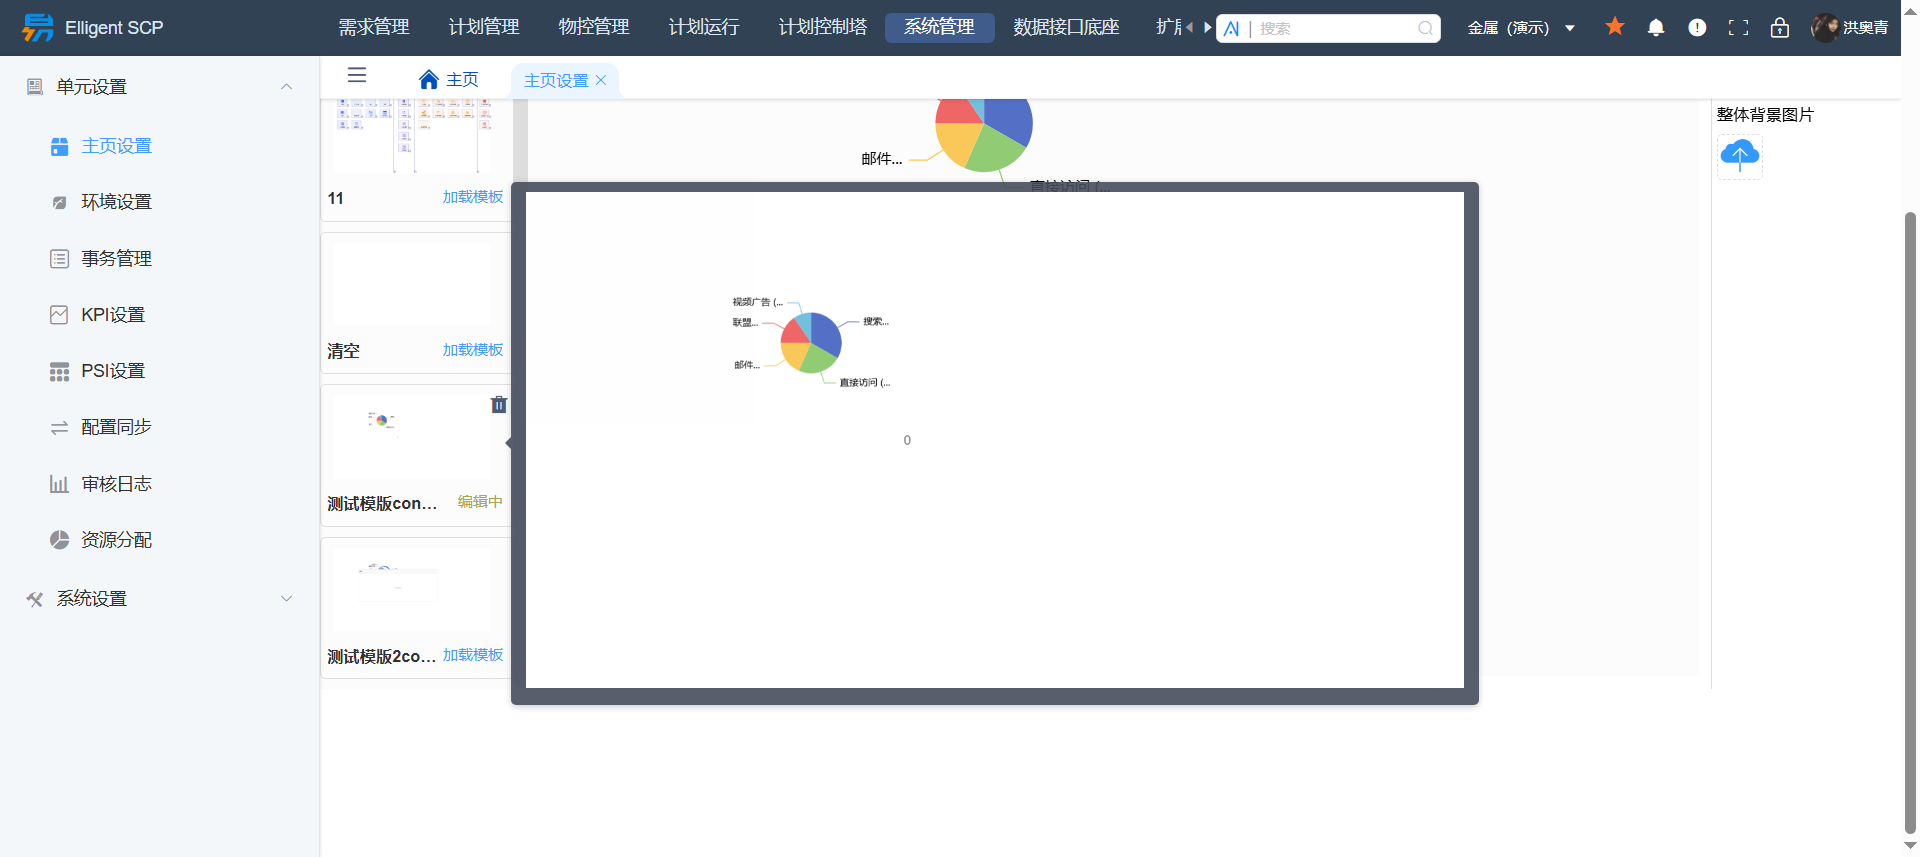 Elligent SCP
需求管理
计划管理
物控管理
计划运行
计划控制塔
系统管理
数据接口底座
搜索
金属（演示）
洪奥青
单元设置
主页设置
环境设置
事务管理
KPI设置
PSI设置
配置同步
审核日志
资源分配
系统设置
主页
主页设置
11
加载模板
清空
加载模板
测试模版con...
编辑中
测试模版2co...
加载模板
邮件...
直接访问 (...
视频广告 (...
联盟...
搜索...
邮件...
直接访问 (...
0
整体背景图片